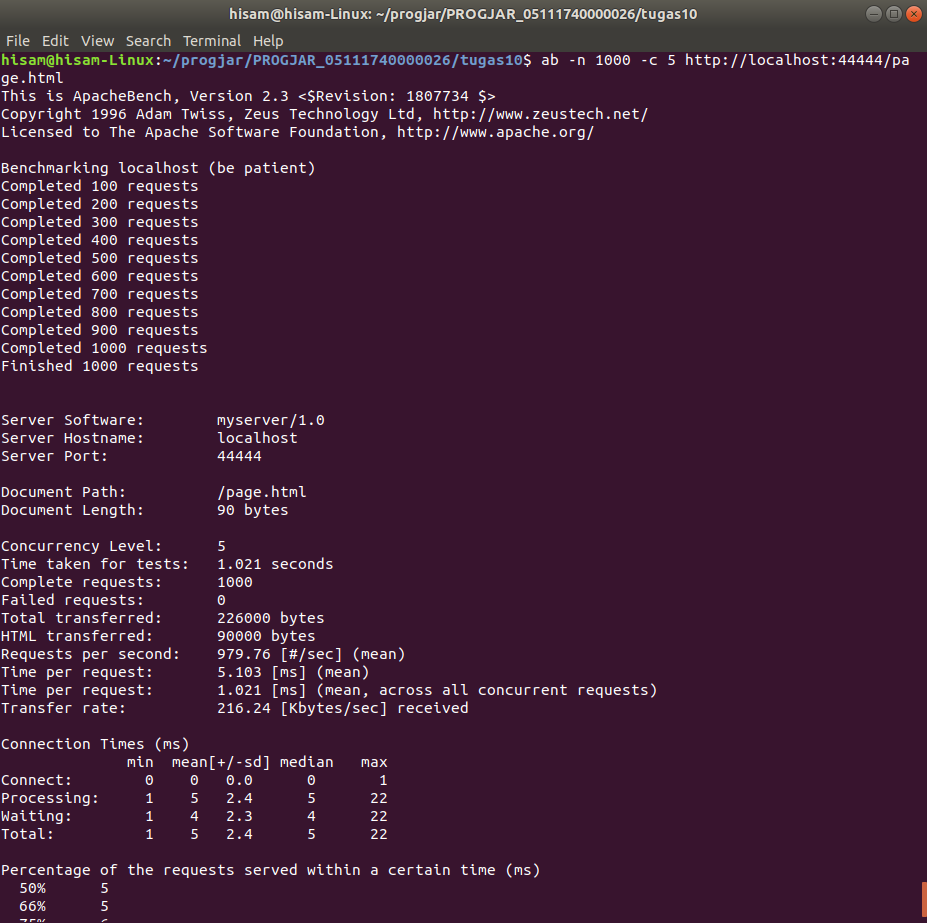 hisam@hisam-Linux: ~/progjar/PROGJAR_05111740000026/tugas10
File Edit View Search Terminal Help
hisam@hisam-Linux:~/progjar/PROGJAR_05111740000026/tugas10$ ab -n 1000 -c 5 http://localhost:44444/pa
ge.html
This is ApacheBench, Version 2.3 <$Revision: 1807734 $>
Copyright 1996 Adam Twiss, Zeus Technology Ltd, http://www.zeustech.net/
Licensed to The Apache Software Foundation, http://www.apache.org/

Benchmarking localhost (be patient)
Completed 100 requests
Completed 200 requests
Completed 300 requests
Completed 400 requests
Completed 500 requests
Completed 600 requests
Completed 700 requests
Completed 800 requests
Completed 900 requests
Completed 1000 requests
Finished 1000 requests

Server Software:        myserver/1.0
Server Hostname:        localhost
Server Port:            44444

Document Path:          /page.html
Document Length:        90 bytes

Concurrency Level:      5
Time taken for tests:   1.021 seconds
Complete requests:      1000
Failed requests:        0
Total transferred:      226000 bytes
HTML transferred:       90000 bytes
Requests per second:    979.76 [#/sec] (mean)
Time per request:       5.103 [ms] (mean)
Time per request:       1.021 [ms] (mean, across all concurrent requests)
Transfer rate:          216.24 [Kbytes/sec] received

Connection Times (ms)
              min  mean[+/-sd] median   max
Connect:        0    0   0.0      0       1
Processing:     1    5   2.4      5      22
Waiting:        1    4   2.3      4      22
Total:          1    5   2.4      5      22

Percentage of the requests served within a certain time (ms)
  50%      5
  66%      5
  75%      6